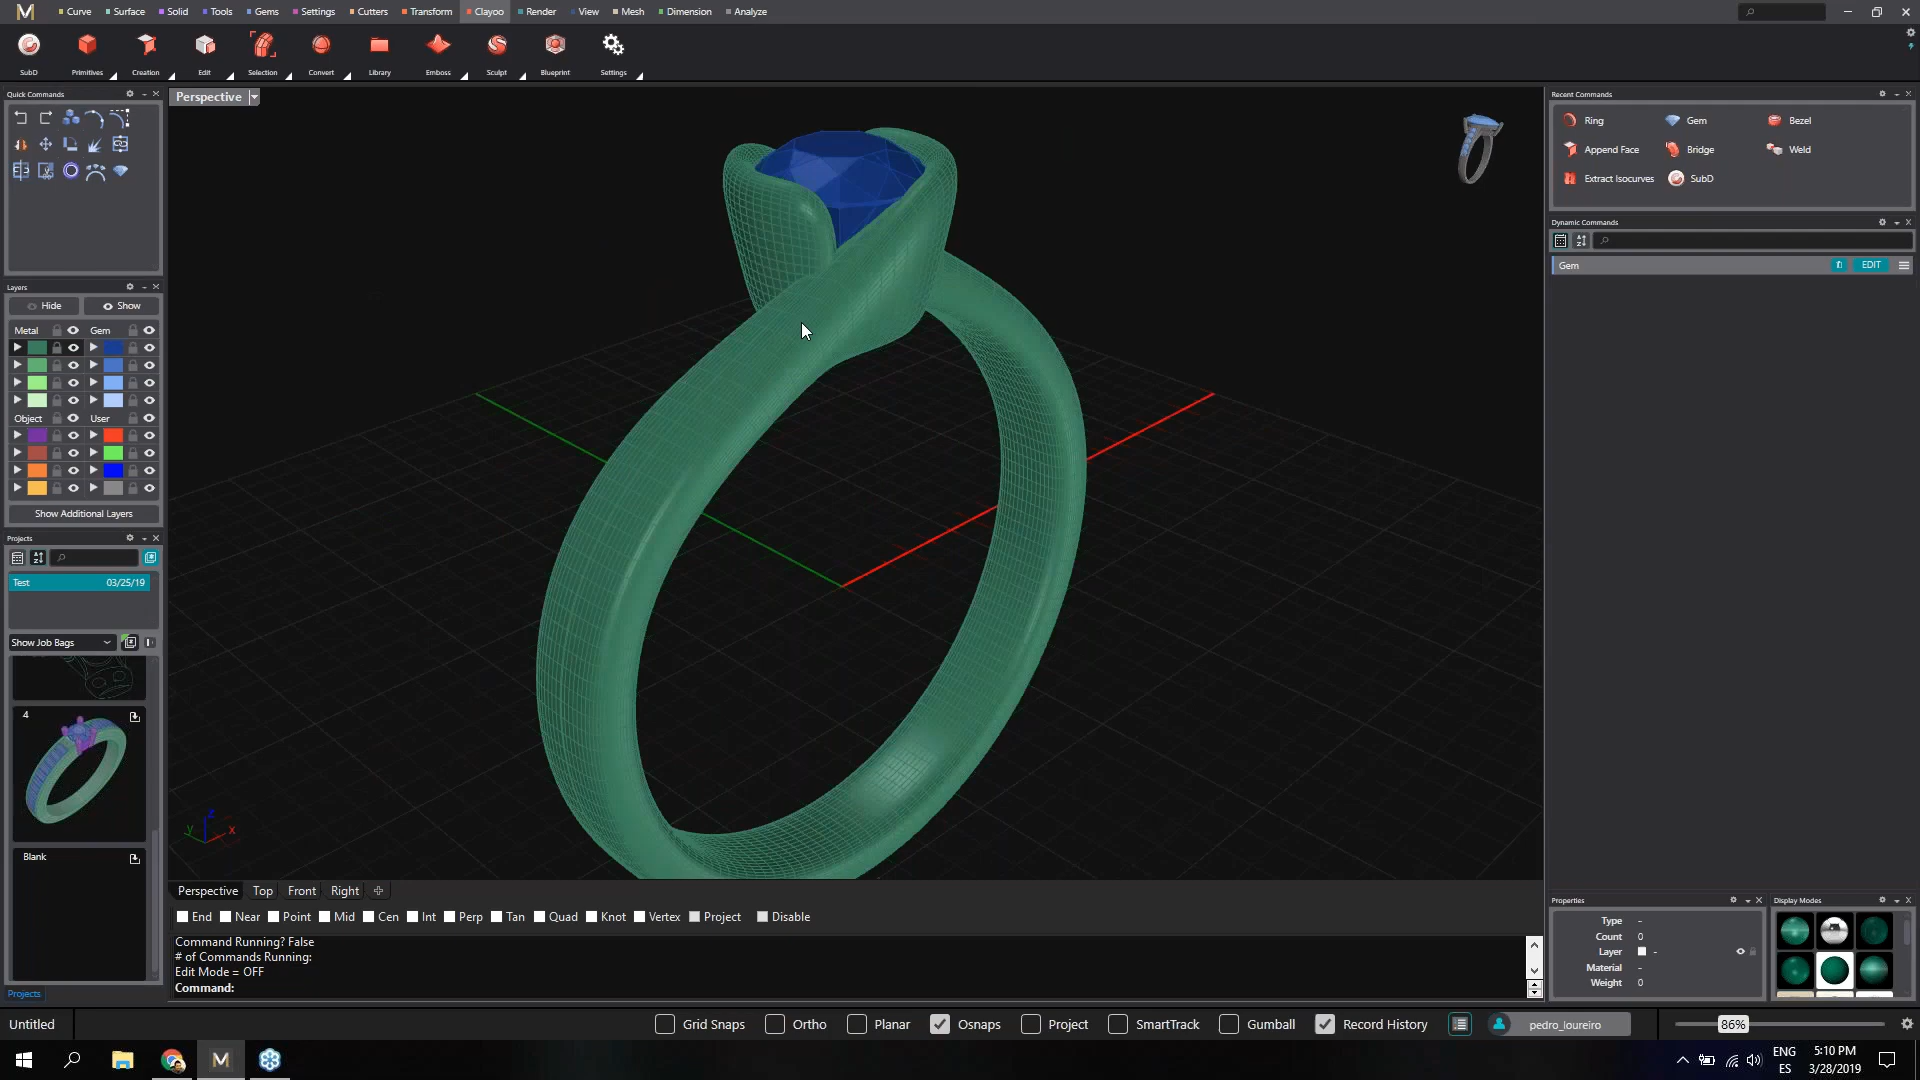 Curve Surface Solid Tools Gems Settings Cutters Transform Clayoo Render View Mesh Dimension Analyze
SubD Primitives Creation Edit Selection Convert Library Emboss Sculpt Blueprint Settings
Quick Commands
Layers
Hide Show
Metal Gem
Object User
Show Additional Layers
Projects
Test 03/25/19
Show Job Bags
4
Blank
Projects
Perspective
z
y
x
Perspective Top Front Right
End Near Point Mid Cen Int Perp Tan Quad Knot Vertex Project Disable
Command Running? False
# of Commands Running:
Edit Mode = OFF
Command:
Recent Commands
Ring Gem Bezel
Append Face Bridge Weld
Extract Isocurves SubD
Dynamic Commands
Gem EDIT
Properties
Type -
Count 0
Layer -
Material -
Weight 0
Display Modes
Untitled Grid Snaps Ortho Planar Osnaps Project SmartTrack Gumball Record History pedro_loureiro 86%
ENG
ES
5:10 PM
3/28/2019